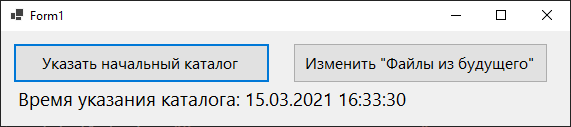 Form1
Указать начальный каталог
Изменить "Файлы из будущего"
Время указания каталога: 15.03.2021 16:33:30